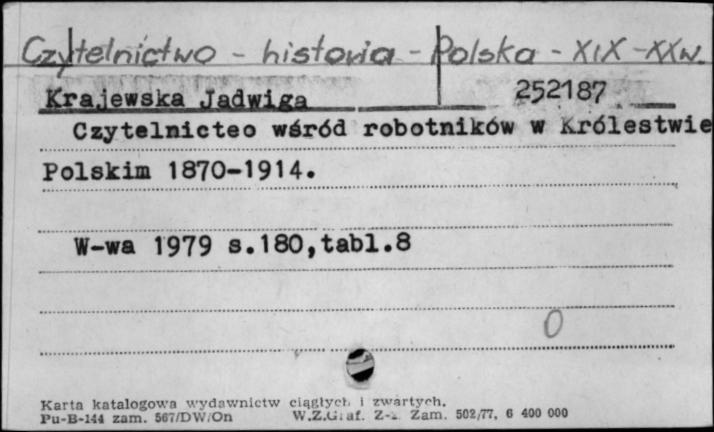 Czytelnictwo - historia - Polska - XIX-XXw.
Krajewska Jadwiga 252187
Czytelnicteo wśród robotników w Królestwie
Polskim 1870-1914.
W-wa 1979 s.180,tabl.8
0
Karta katalogowa wydawnictw ciągłych i zwartych.
Pu-B-144 zam. 567/DW/On W.Z.Graf. Zam. 502/77, 6 400 000